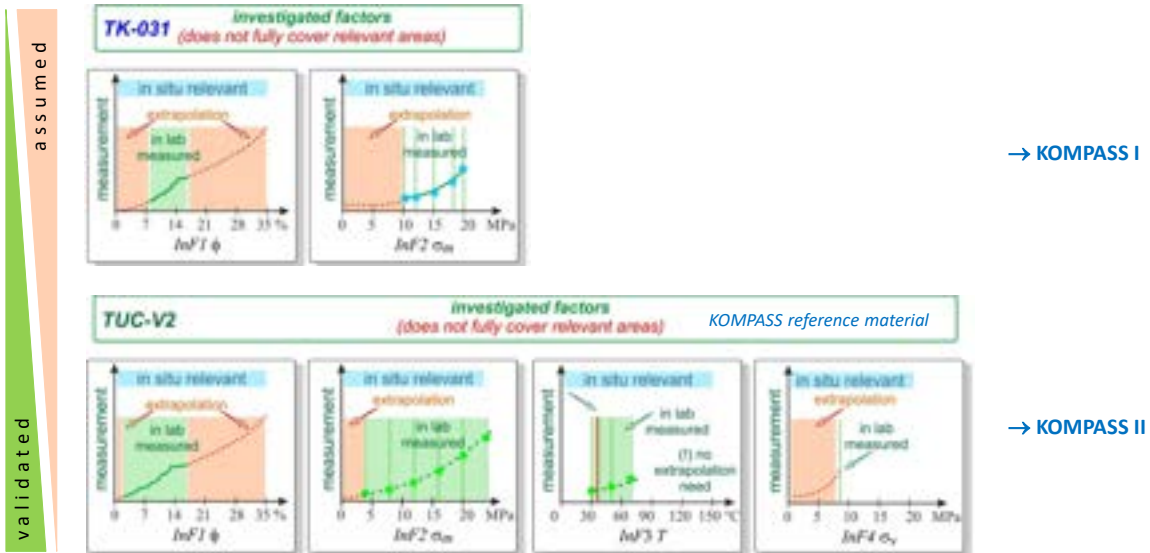 assumed
validated
TK-031
investigated factors
(does not fully cover relevant areas)
in situ relevant
extrapolation
in lab
measured
measurement
0 7 14 21 28 35 %
InF1 ϕ
in situ relevant
extrapolation
in lab
measured
measurement
0 5 10 15 20 MPa
InF2 σm
→ KOMPASS I
TUC-V2
investigated factors
(does not fully cover relevant areas)
KOMPASS reference material
in situ relevant
extrapolation
in lab
measured
measurement
0 7 14 21 28 35 %
InF1 ϕ
in situ relevant
extrapolation
in lab
measured
measurement
0 5 10 15 20 MPa
InF2 σm
in situ relevant
in lab
measured
(!) no
extrapolation
need
measurement
0 30 60 90 120 150 °C
InF3 T
in situ relevant
extrapolation
in lab
measured
measurement
0 5 10 15 20 MPa
InF4 σv
→ KOMPASS II